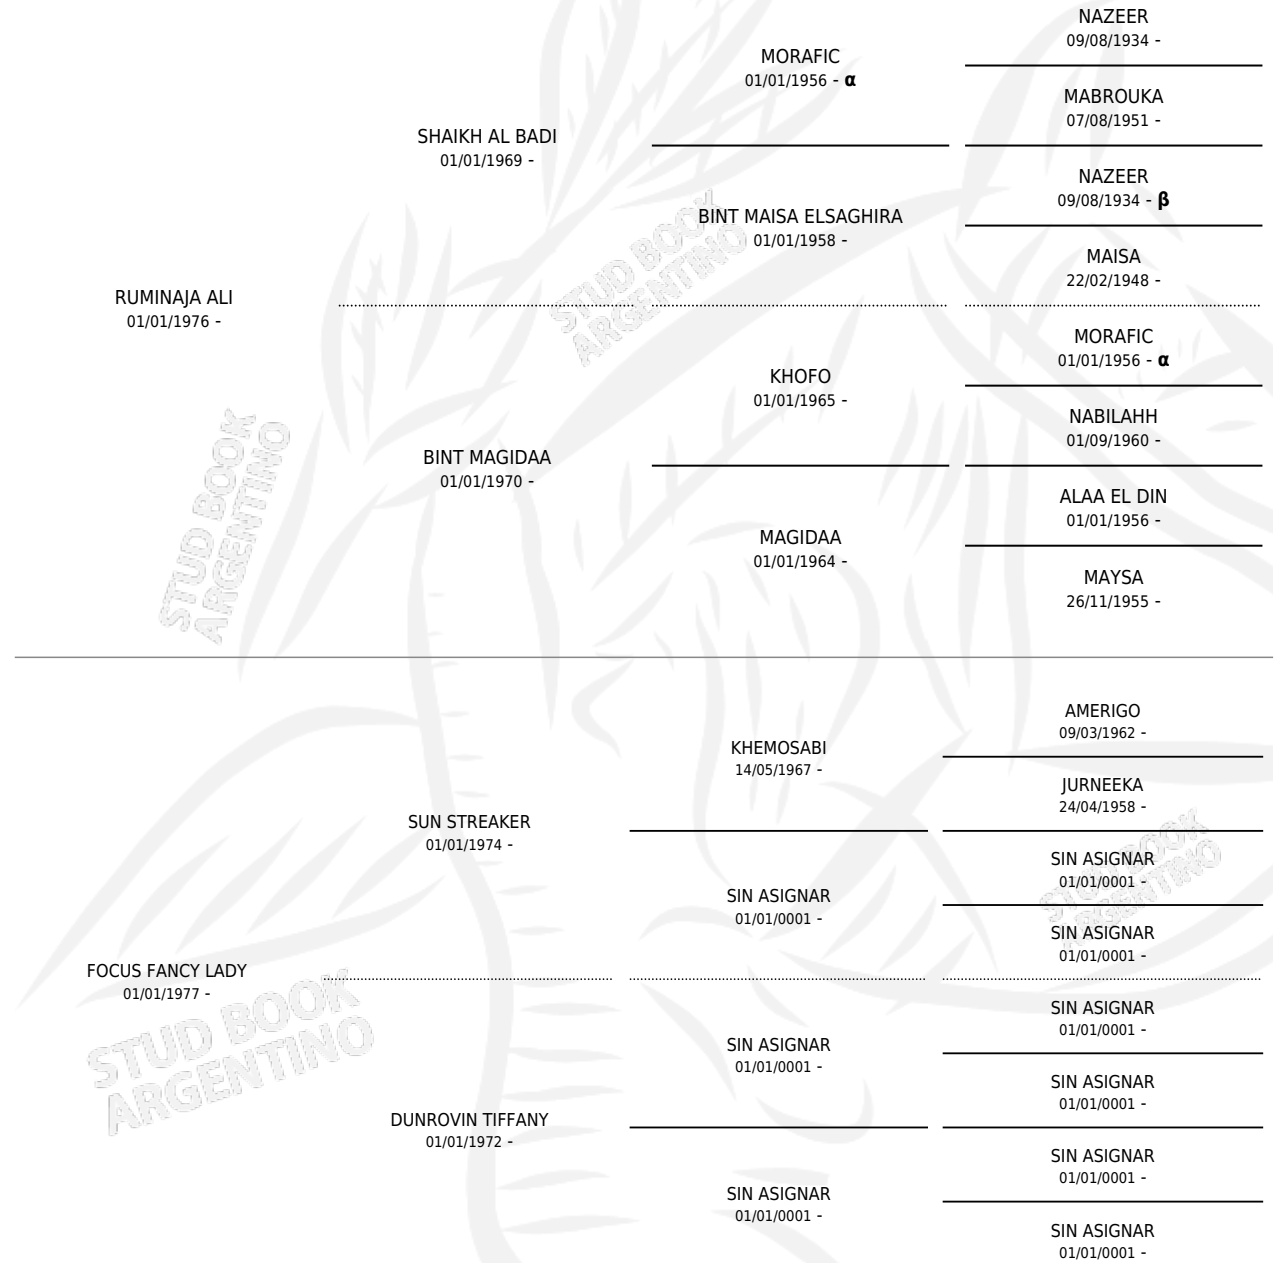 NAZEER
09/08/1934 -
MORAFIC
01/01/1956 - α
MABROUKA
07/08/1951 -
SHAIKH AL BADI
01/01/1969 -
NAZEER
09/08/1934 - β
BINT MAISA ELSAGHIRA
01/01/1958 -
MAISA
22/02/1948 -
RUMINAJA ALI
01/01/1976 -
MORAFIC
01/01/1956 - α
KHOFO
01/01/1965 -
NABILAHH
01/09/1960 -
BINT MAGIDAA
01/01/1970 -
ALAA EL DIN
01/01/1956 -
MAGIDAA
01/01/1964 -
MAYSA
26/11/1955 -
AMERIGO
09/03/1962 -
KHEMOSABI
14/05/1967 -
JURNEEKA
24/04/1958 -
SUN STREAKER
01/01/1974 -
SIN ASIGNAR
01/01/0001 -
SIN ASIGNAR
01/01/0001 -
SIN ASIGNAR
01/01/0001 -
FOCUS FANCY LADY
01/01/1977 -
SIN ASIGNAR
01/01/0001 -
SIN ASIGNAR
01/01/0001 -
SIN ASIGNAR
01/01/0001 -
DUNROVIN TIFFANY
01/01/1972 -
SIN ASIGNAR
01/01/0001 -
SIN ASIGNAR
01/01/0001 -
SIN ASIGNAR
01/01/0001 -
STUD BOOK
ARGENTINO
STUD BOOK
ARGENTINO
STUD BOOK
ARGENTINO
STUD BOOK
ARGENTINO